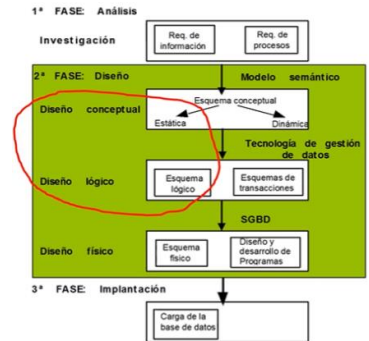 1ª FASE: Análisis
Investigación
Req. de
información
Req. de
procesos
2ª FASE: Diseño
Modelo semántico
Diseño conceptual
Esquema conceptual
Estática
Dinámica
Tecnología de gestión
de datos
Diseño lógico
Esquema
lógico
Esquemas de
transacciones
SGBD
Diseño físico
Esquema
físico
Diseño y
desarrollo de
Programas
3ª FASE: Implantación
Carga de la
base de datos